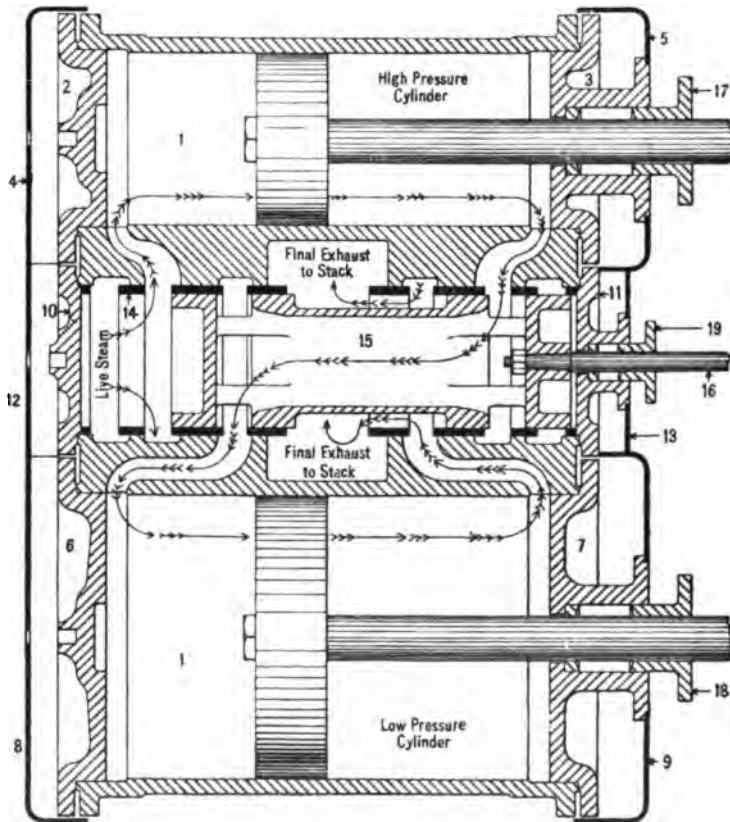 5
2
High Pressure
Cylinder
3
17
1
4
Final Exhaust
to Stack
10
14
11
Live Steam
15
19
12
16
13
Final Exhaust
to Stack
6
7
1
18
8
Low Pressure
Cylinder
9